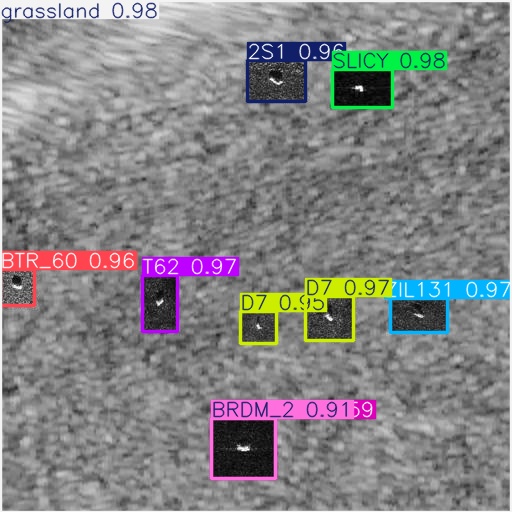 grassland 0.98
2S1 0.96
SLICY 0.98
BTR_60 0.96
T62 0.97
D7 0.95
D7 0.97
ZIL131 0.97
BRDM_2 0.91